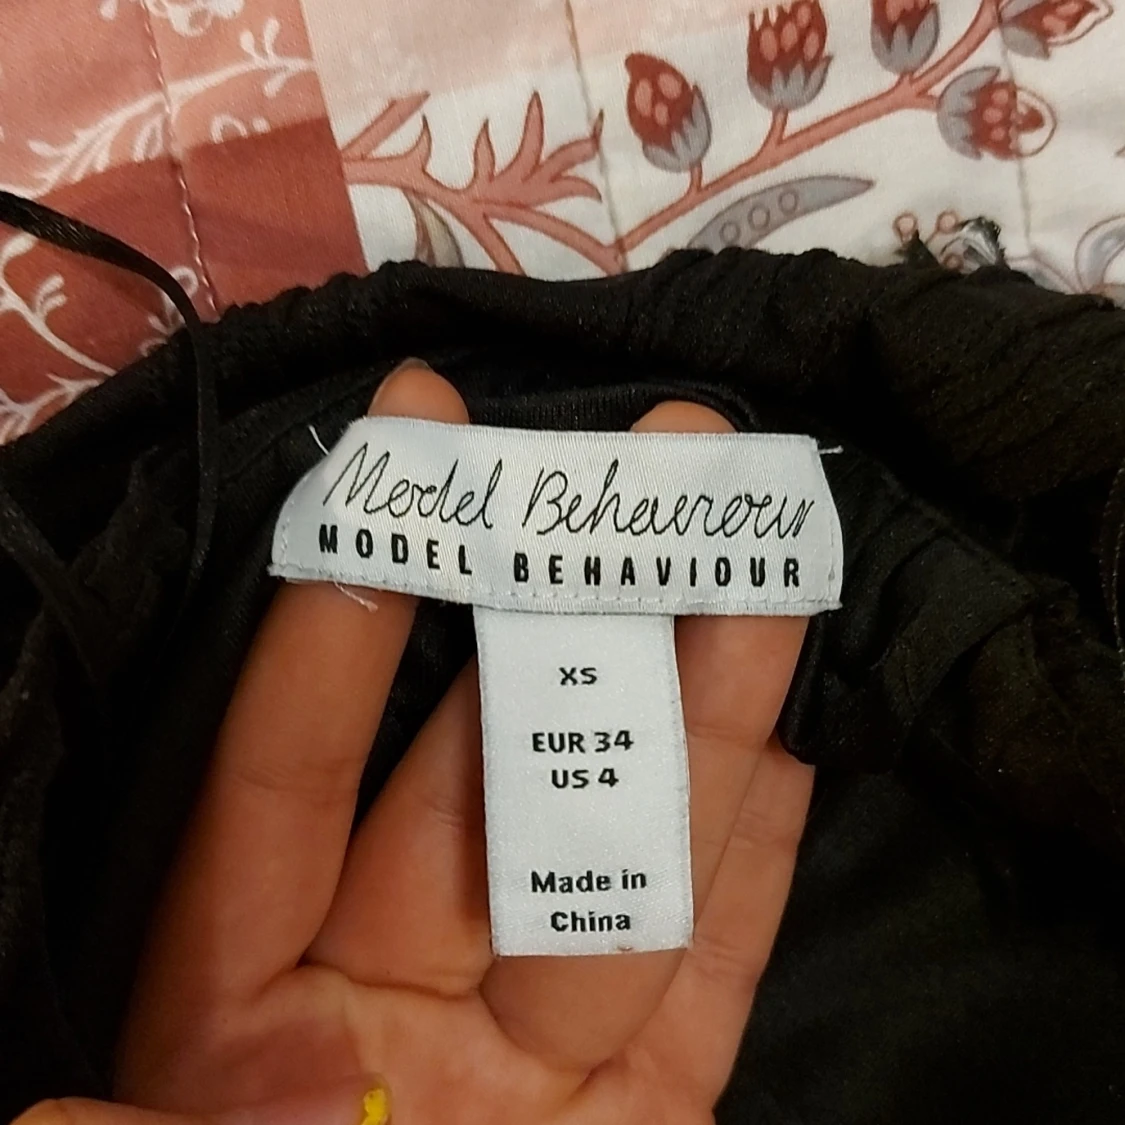 Model Behaviour
MODEL BEHAVIOUR
XS
EUR 34
US 4
Made in
China